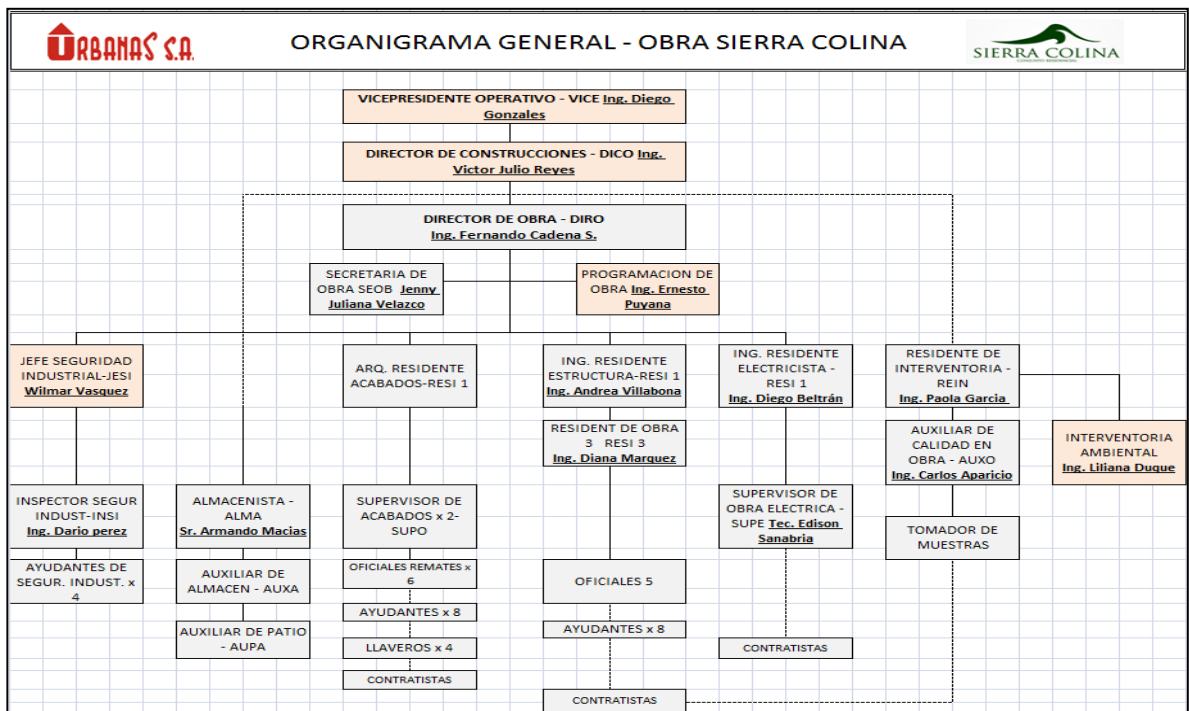 URBANAS S.A.
ORGANIGRAMA GENERAL - OBRA SIERRA COLINA
SIERRA COLINA
CONJUNTO RESIDENCIAL
VICEPRESIDENTE OPERATIVO - VICE Ing. Diego
Gonzales
DIRECTOR DE CONSTRUCCIONES - DICO Ing.
Victor Julio Reyes
DIRECTOR DE OBRA - DIRO
Ing. Fernando Cadena S.
SECRETARIA DE
OBRA SEOB Jenny
Juliana Velazco
PROGRAMACION DE
OBRA Ing. Ernesto
Puyana
JEFE SEGURIDAD
INDUSTRIAL-JESI
Wilmar Vasquez
ARQ. RESIDENTE
ACABADOS-RESI 1
ING. RESIDENTE
ESTRUCTURA-RESI 1
Ing. Andrea Villabona
ING. RESIDENTE
ELECTRICISTA -
RESI 1
Ing. Diego Beltrán
RESIDENTE DE
INTERVENTORIA -
REIN
Ing. Paola Garcia
RESIDENT DE OBRA
3 RESI 3
Ing. Diana Marquez
AUXILIAR DE
CALIDAD EN
OBRA - AUXO
Ing. Carlos Aparicio
INTERVENTORIA
AMBIENTAL
Ing. Liliana Duque
INSPECTOR SEGUR
INDUST-INSI
Ing. Dario perez
ALMACENISTA -
ALMA
Sr. Armando Macias
SUPERVISOR DE
ACABADOS x 2-
SUPO
SUPERVISOR DE
OBRA ELECTRICA -
SUPE Tec. Edison
Sanabria
TOMADOR DE
MUESTRAS
AYUDANTES DE
SEGUR. INDUST. x
4
AUXILIAR DE
ALMACEN - AUXA
OFICIALES REMATES x
6
OFICIALES 5
AYUDANTES x 8
AUXILIAR DE PATIO
- AUPA
AYUDANTES x 8
LLAVEROS x 4
CONTRATISTAS
CONTRATISTAS
CONTRATISTAS